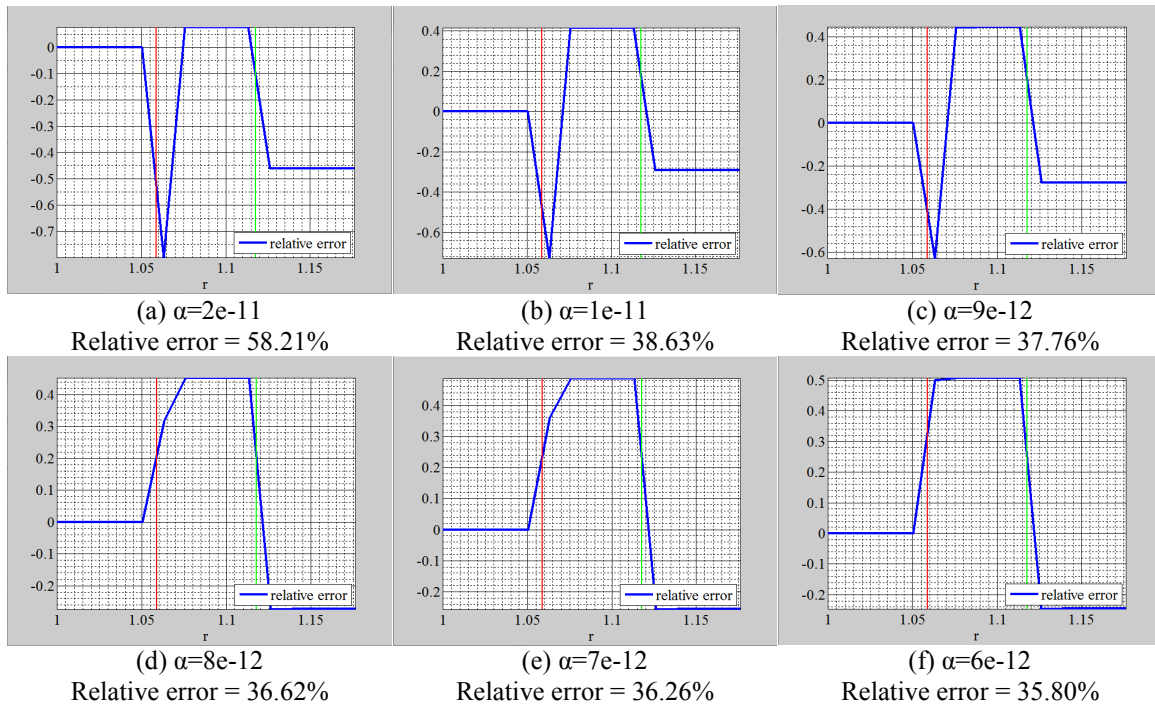 0
-0.1
-0.2
-0.3
-0.4
-0.5
-0.6
-0.7
relative error
1 1.05 1.1 1.15
r
0.4
0.2
0
-0.2
-0.4
-0.6
relative error
1 1.05 1.1 1.15
r
0.4
0.2
0
-0.2
-0.4
-0.6
relative error
1 1.05 1.1 1.15
r
(a) α=2e-11
Relative error = 58.21%
(b) α=1e-11
Relative error = 38.63%
(c) α=9e-12
Relative error = 37.76%
0.4
0.3
0.2
0.1
0
-0.1
-0.2
relative error
1 1.05 1.1 1.15
r
0.4
0.3
0.2
0.1
0
-0.1
-0.2
relative error
1 1.05 1.1 1.15
r
0.5
0.4
0.3
0.2
0.1
0
-0.1
-0.2
relative error
1 1.05 1.1 1.15
r
(d) α=8e-12
Relative error = 36.62%
(e) α=7e-12
Relative error = 36.26%
(f) α=6e-12
Relative error = 35.80%